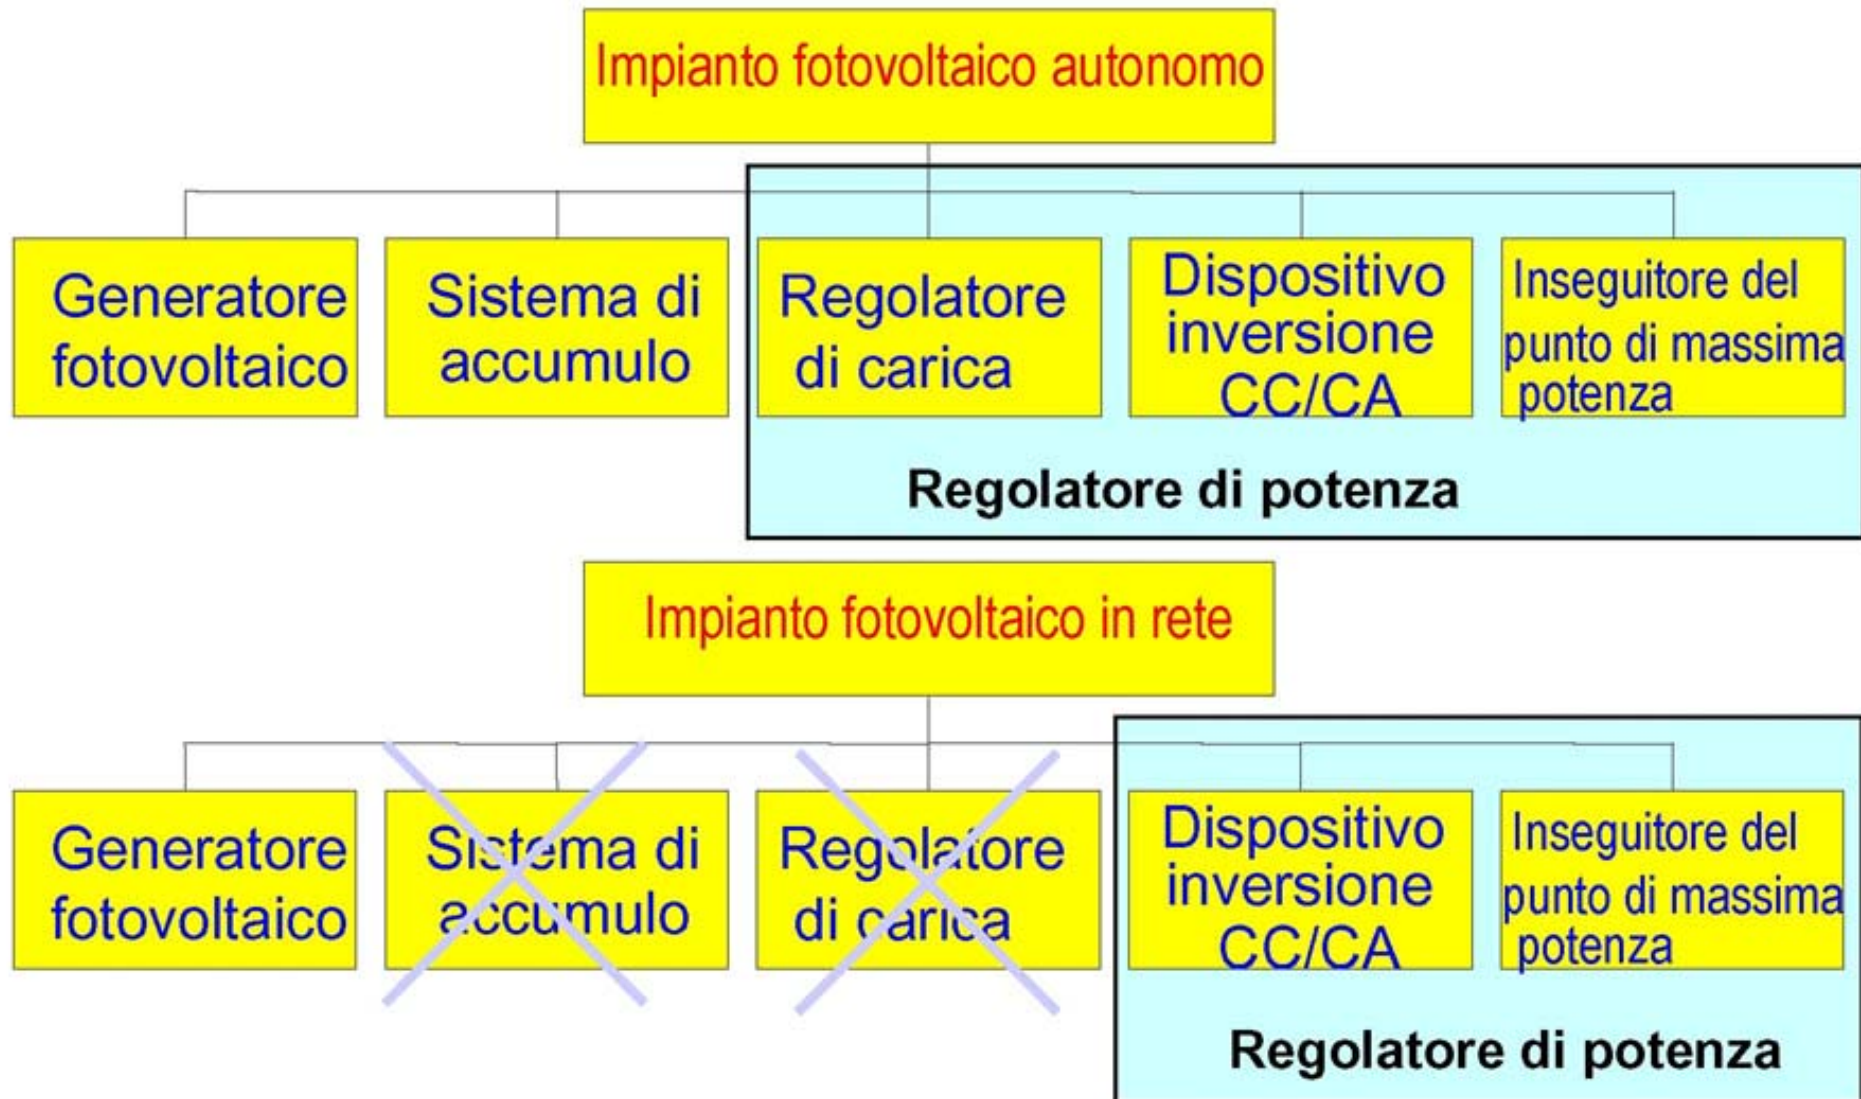 Impianto fotovoltaico autonomo
Generatore
fotovoltaico
Sistema di
accumulo
Regolatore
di carica
Dispositivo
inversione
CC/CA
Inseguitore del
punto di massima
potenza
Regolatore di potenza
Impianto fotovoltaico in rete
Generatore
fotovoltaico
Sistema di
accumulo
Regolatore
di carica
Dispositivo
inversione
CC/CA
Inseguitore del
punto di massima
potenza
Regolatore di potenza